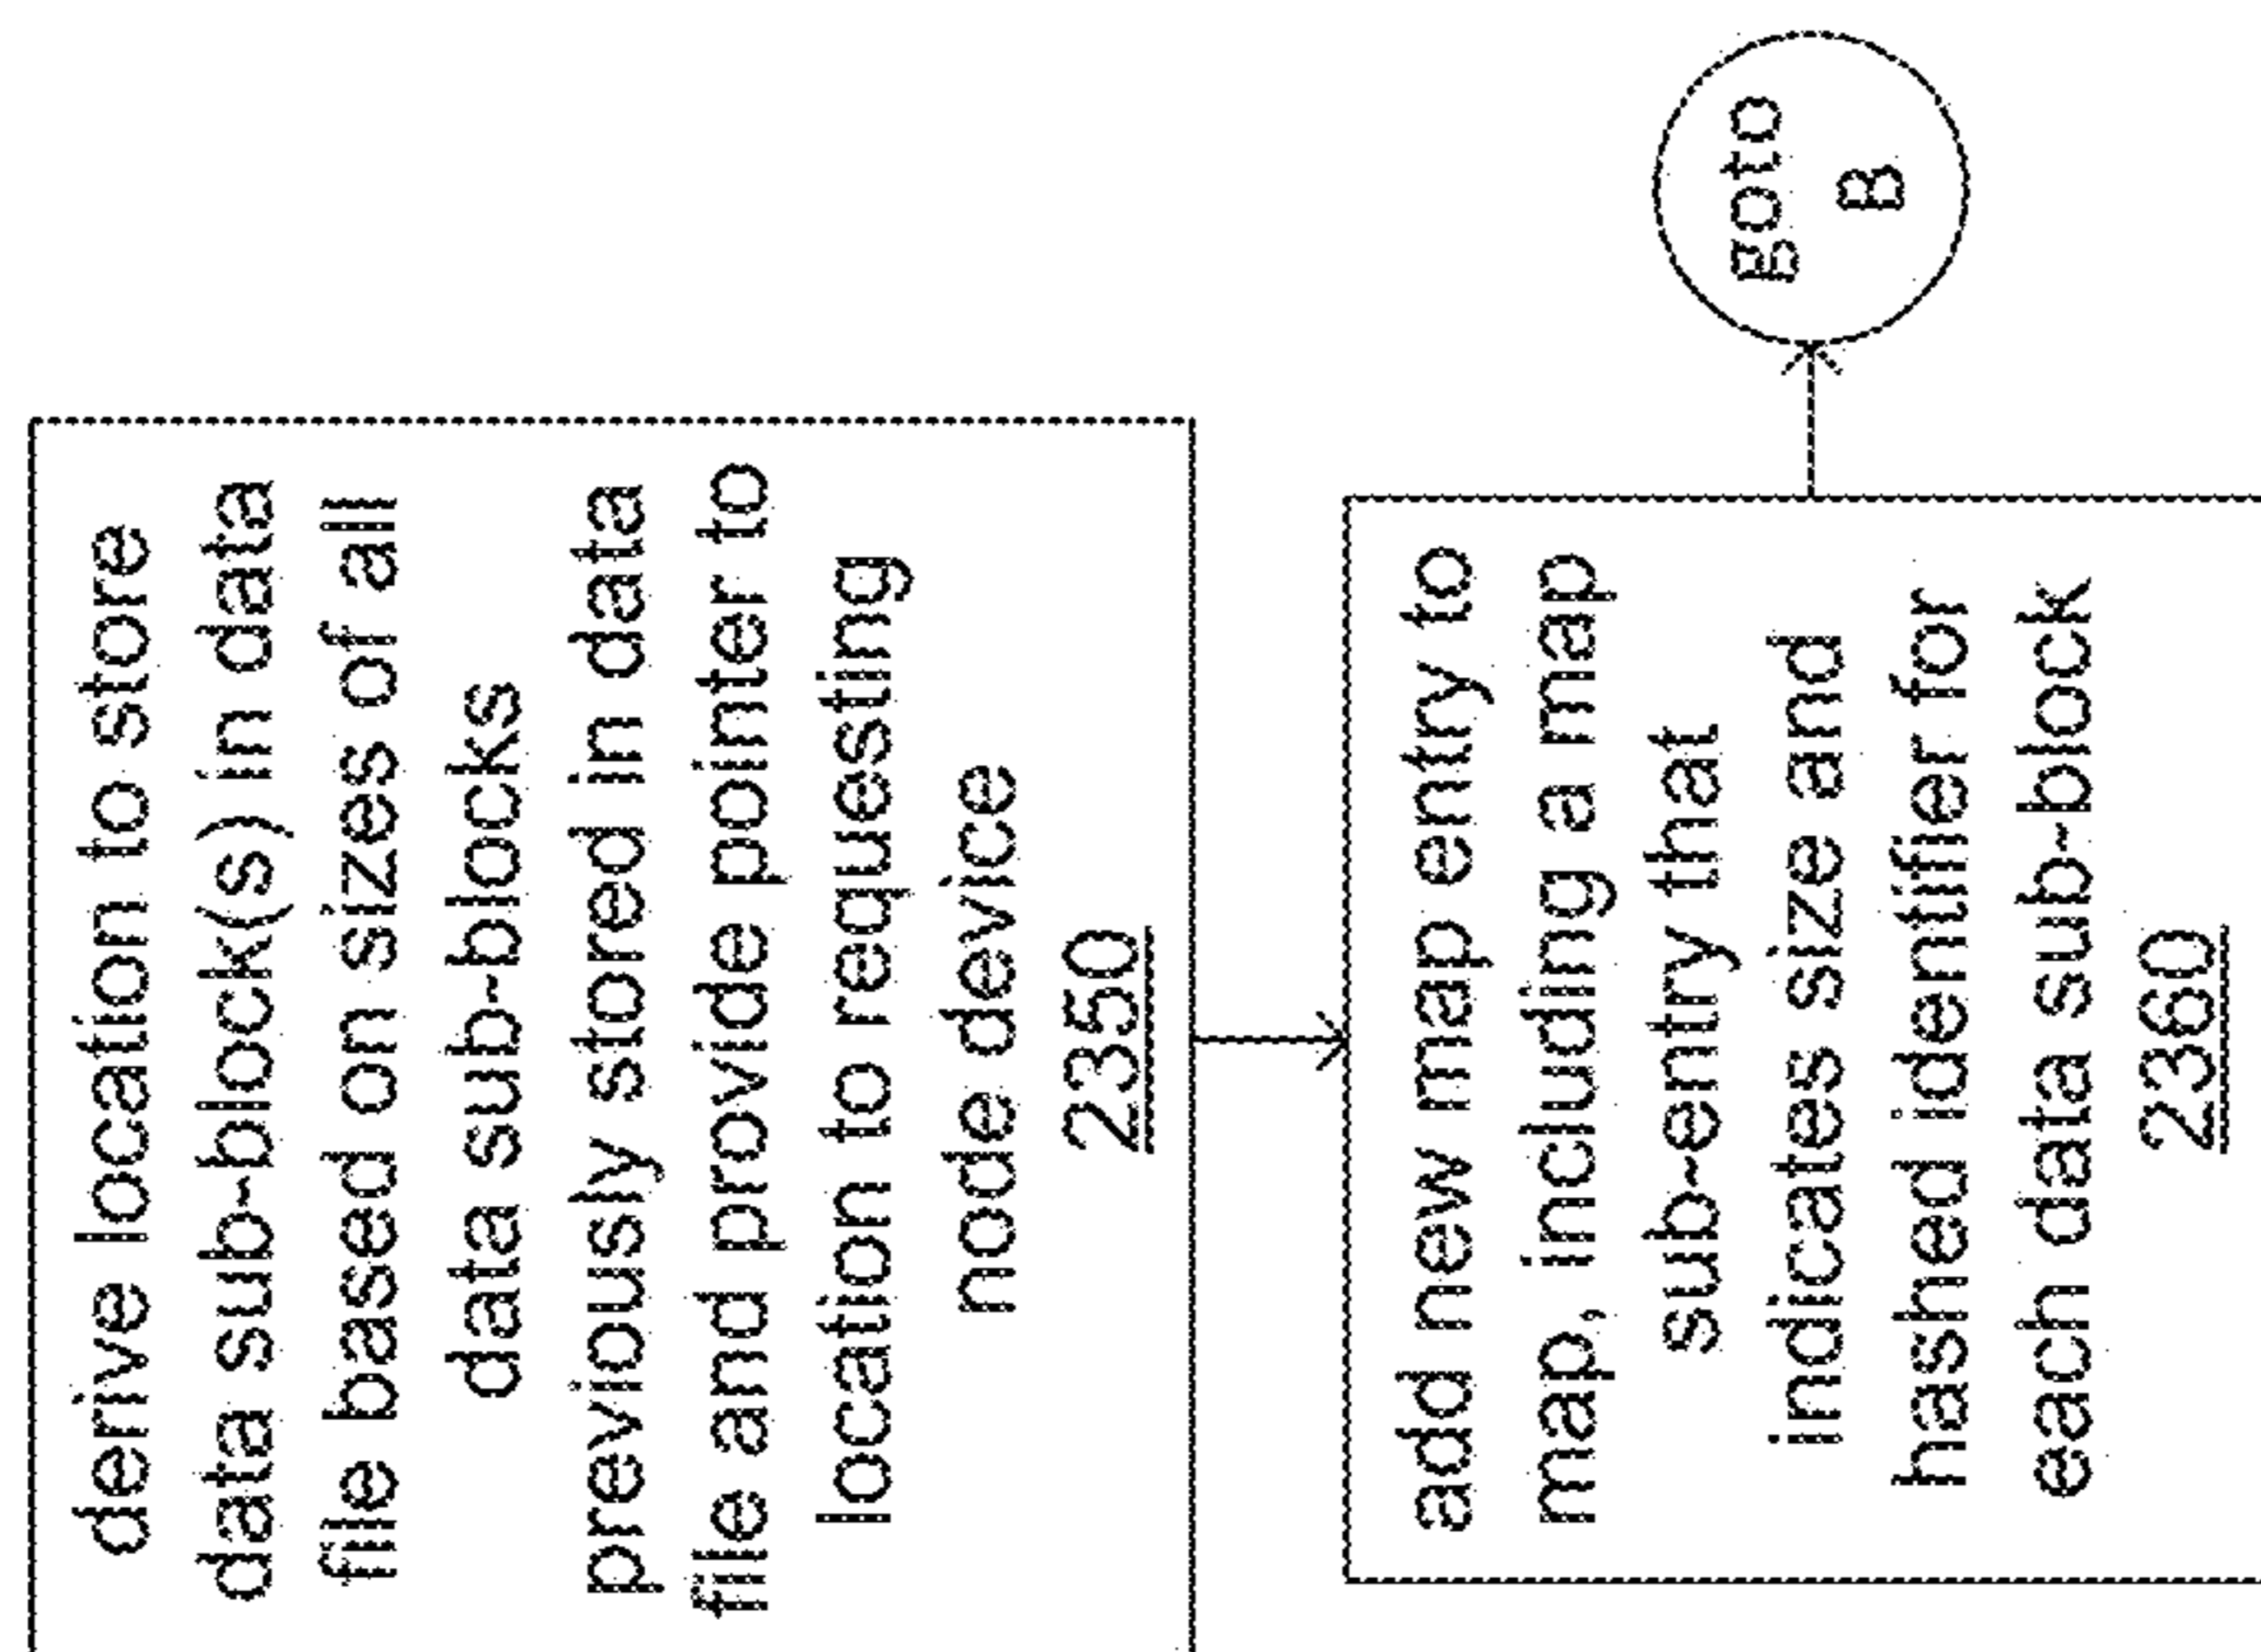 derive location to store
data sub-block(s) in data
file based on sizes of all
data sub-blocks
previously stored in data
file and provide pointer to
location to requesting
node device
2350
add new map entry to
map, including a map
sub-entry that
indicates size and
hashed identifier for
each data sub-block
2360
goto
B